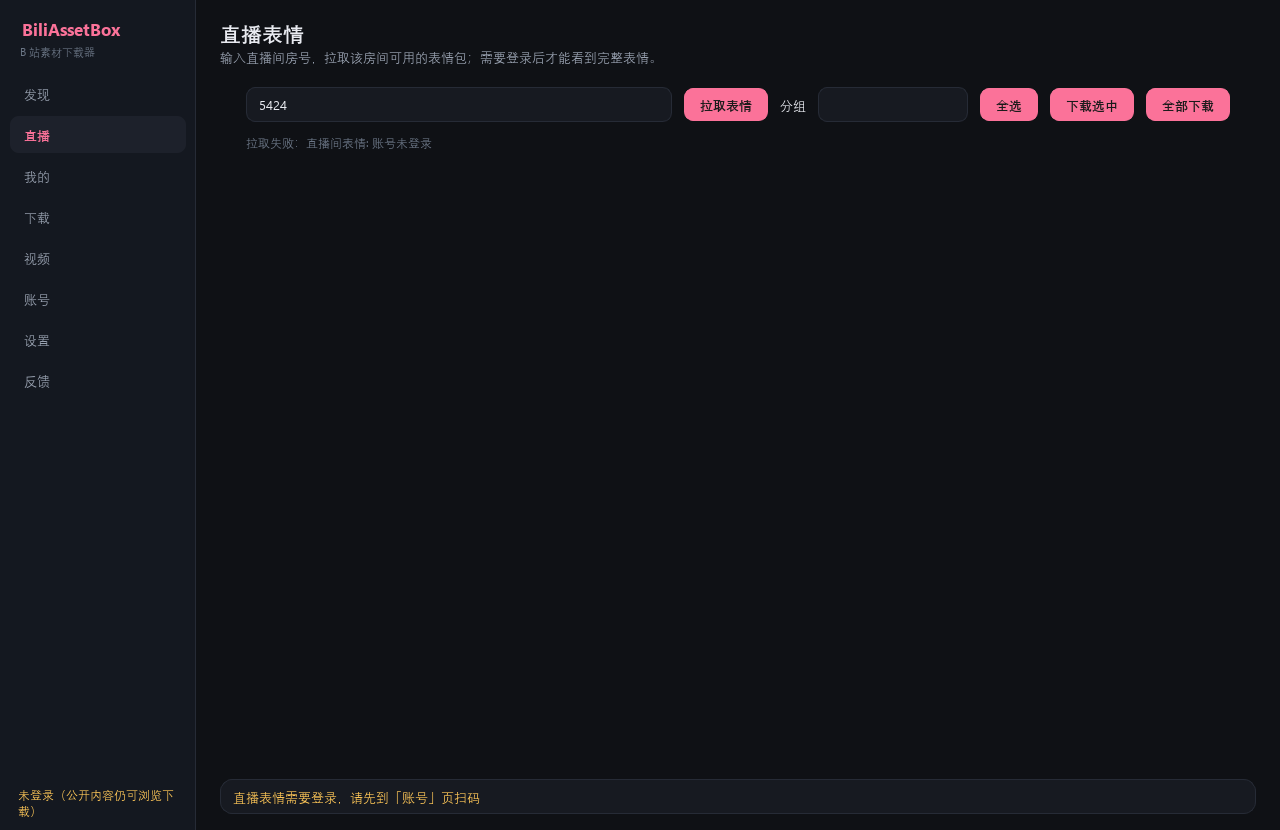 BiliAssetBox
B 站素材下载器
发现
直播
我的
下载
视频
账号
设置
反馈
未登录（公开内容仍可浏览下
载）
直播表情
输入直播间房号，拉取该房间可用的表情包；需要登录后才能看到完整表情。
5424 拉取表情 分组 全选 下载选中 全部下载
拉取失败：直播间表情: 账号未登录
直播表情需要登录，请先到「账号」页扫码